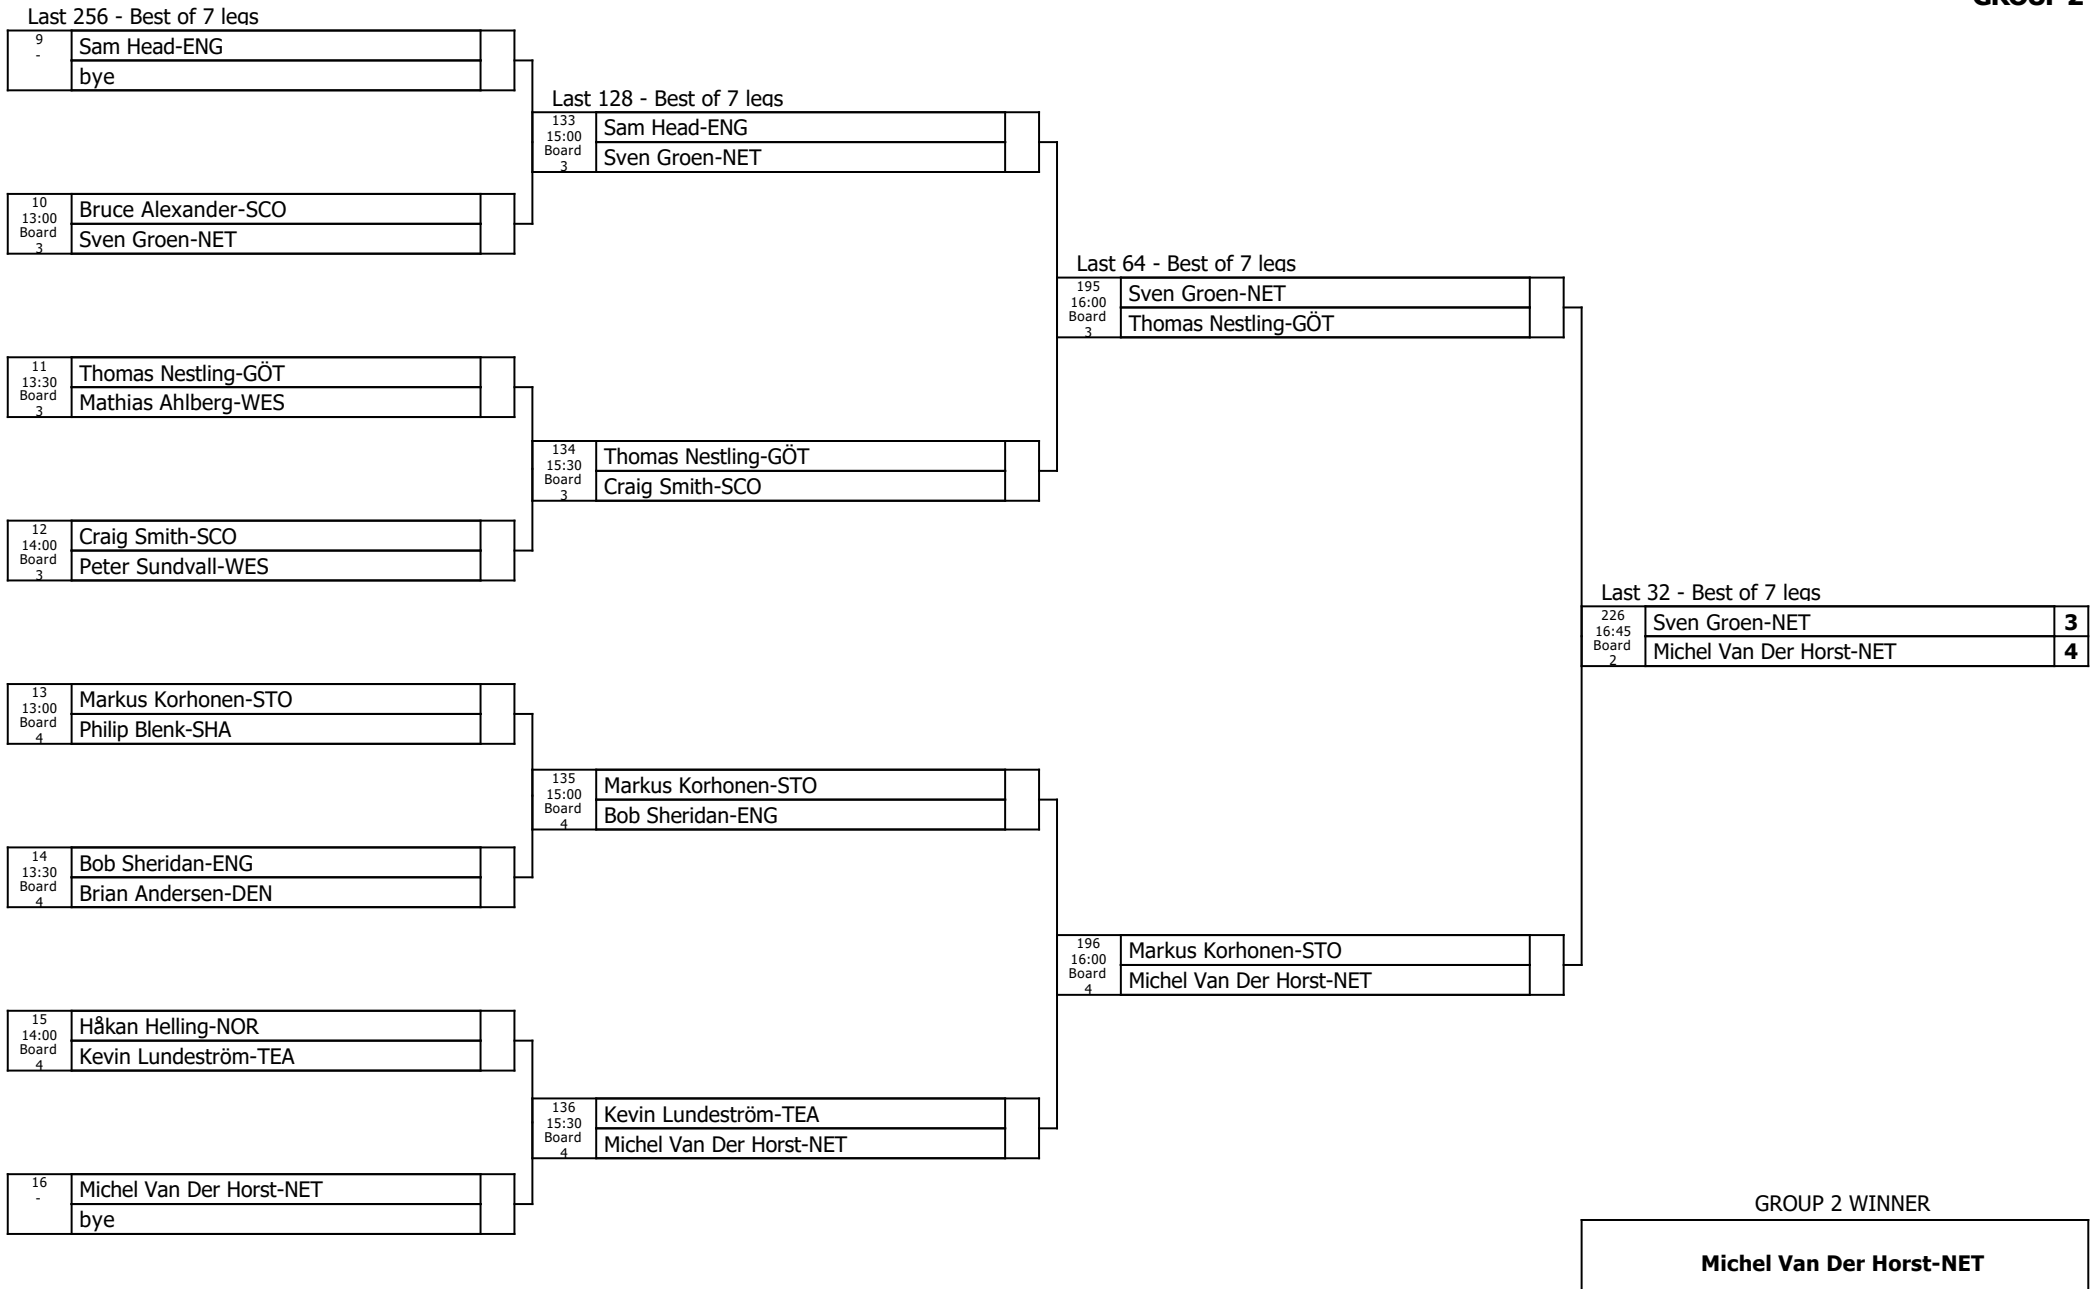 GROUP 2
Last 256 - Best of 7 legs
9
-
Sam Head-ENG
bye
10
13:00
Board
3
Bruce Alexander-SCO
Sven Groen-NET
11
13:30
Board
3
Thomas Nestling-GÖT
Mathias Ahlberg-WES
12
14:00
Board
3
Craig Smith-SCO
Peter Sundvall-WES
13
13:00
Board
4
Markus Korhonen-STO
Philip Blenk-SHA
14
13:30
Board
4
Bob Sheridan-ENG
Brian Andersen-DEN
15
14:00
Board
4
Håkan Helling-NOR
Kevin Lundeström-TEA
16
-
Michel Van Der Horst-NET
bye
Last 128 - Best of 7 legs
133
15:00
Board
3
Sam Head-ENG
Sven Groen-NET
134
15:30
Board
3
Thomas Nestling-GÖT
Craig Smith-SCO
135
15:00
Board
4
Markus Korhonen-STO
Bob Sheridan-ENG
136
15:30
Board
4
Kevin Lundeström-TEA
Michel Van Der Horst-NET
Last 64 - Best of 7 legs
195
16:00
Board
3
Sven Groen-NET
Thomas Nestling-GÖT
196
16:00
Board
4
Markus Korhonen-STO
Michel Van Der Horst-NET
Last 32 - Best of 7 legs
226
16:45
Board
2
Sven Groen-NET 3
Michel Van Der Horst-NET 4
GROUP 2 WINNER
Michel Van Der Horst-NET